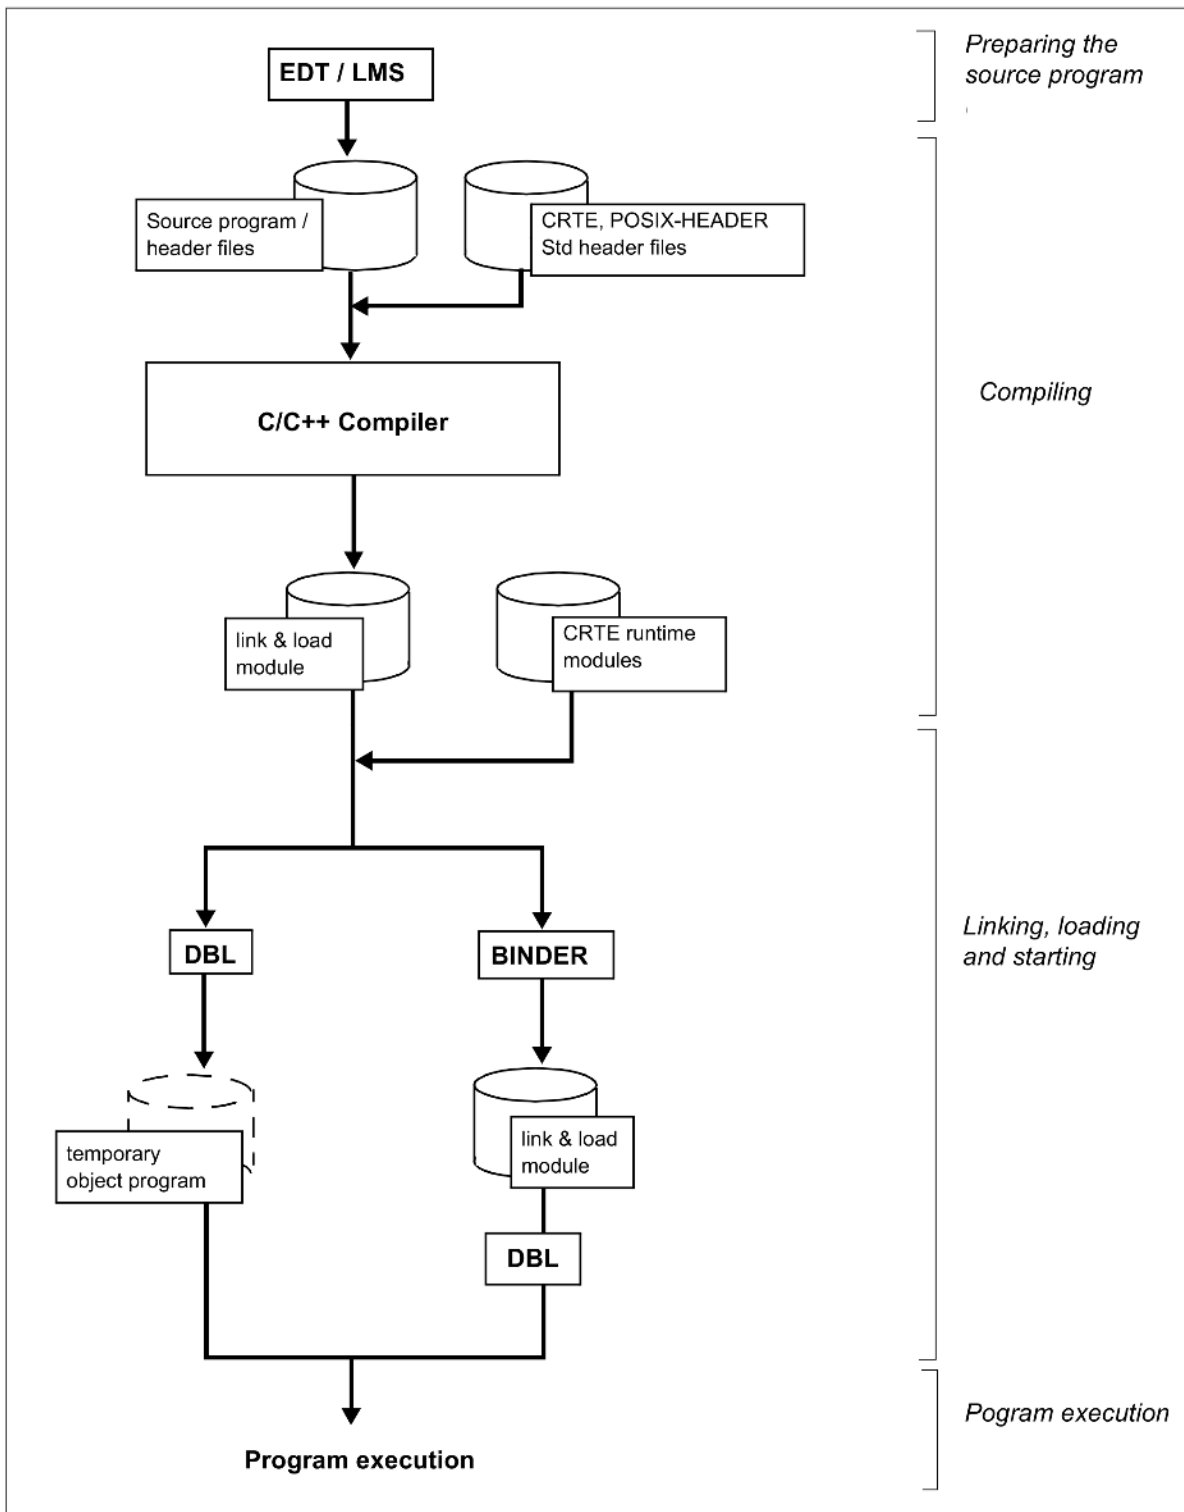 EDT / LMS
Preparing the
source program
Source program /
header files
CRTE, POSIX-HEADER
Std header files
C/C++ Compiler
Compiling
link & load
module
CRTE runtime
modules
DBL
BINDER
Linking, loading
and starting
temporary
object program
link & load
module
DBL
Pogram execution
Program execution